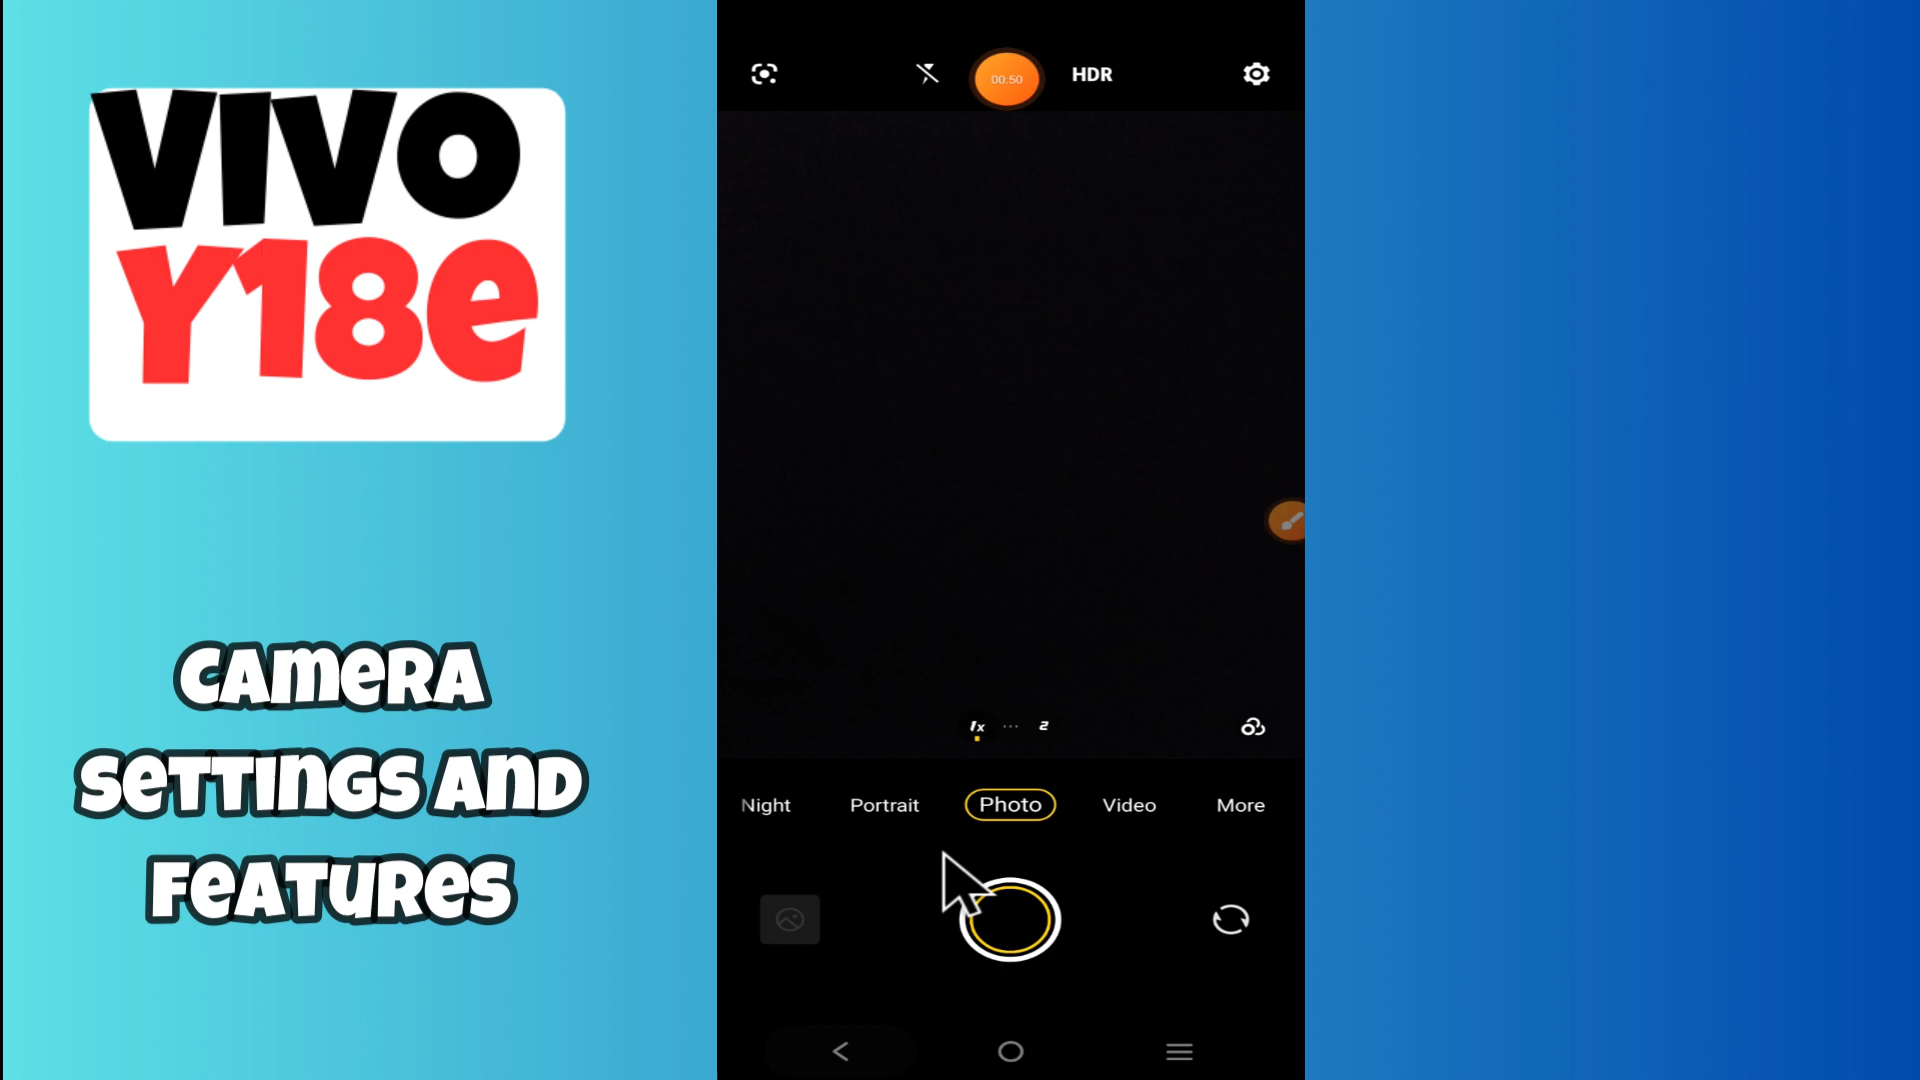 VIVO
Y18e
CAMERA
SETTINGS AND
FEATURES
00:50
HDR
1x ... 2
Night Portrait Photo Video More